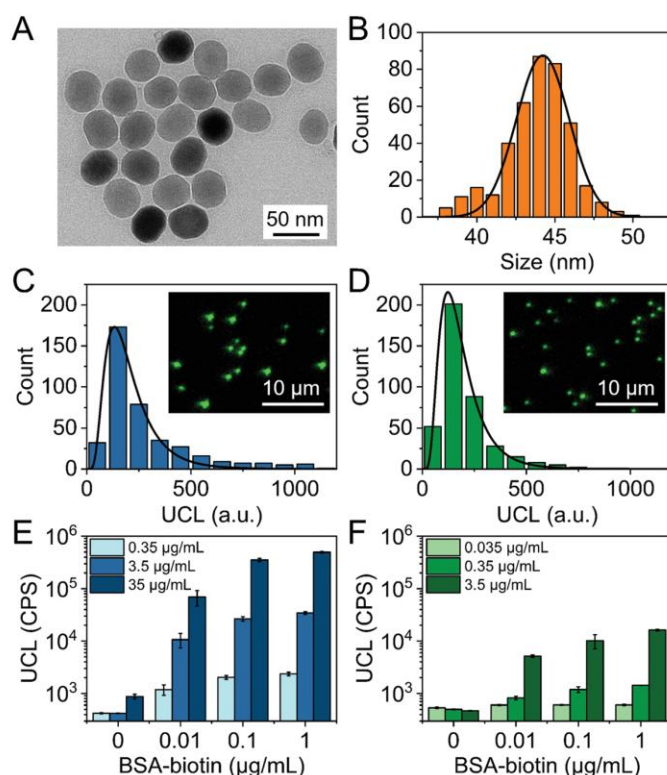 A
50 nm
B
100
80
60
40
20
0
Count
40 45 50
Size (nm)
C
200
150
100
50
0
Count
10 µm
0 500 1000
UCL (a.u.)
D
200
150
100
50
0
Count
10 µm
0 500 1000
UCL (a.u.)
E
10⁶
10⁵
10⁴
10³
UCL (CPS)
0.35 µg/mL
3.5 µg/mL
35 µg/mL
0 0.01 0.1 1
BSA-biotin (µg/mL)
F
10⁶
10⁵
10⁴
10³
UCL (CPS)
0.035 µg/mL
0.35 µg/mL
3.5 µg/mL
0 0.01 0.1 1
BSA-biotin (µg/mL)